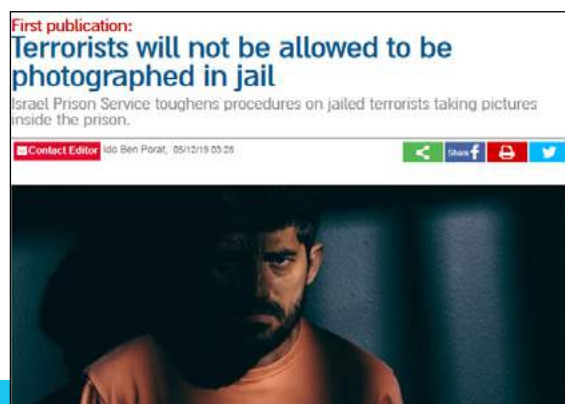 First publication:
Terrorists will not be allowed to be
photographed in jail
Israel Prison Service toughens procedures on jailed terrorists taking pictures
inside the prison.
Contact Editor Ido Ben Porat, 05/12/19 03:26
Share f